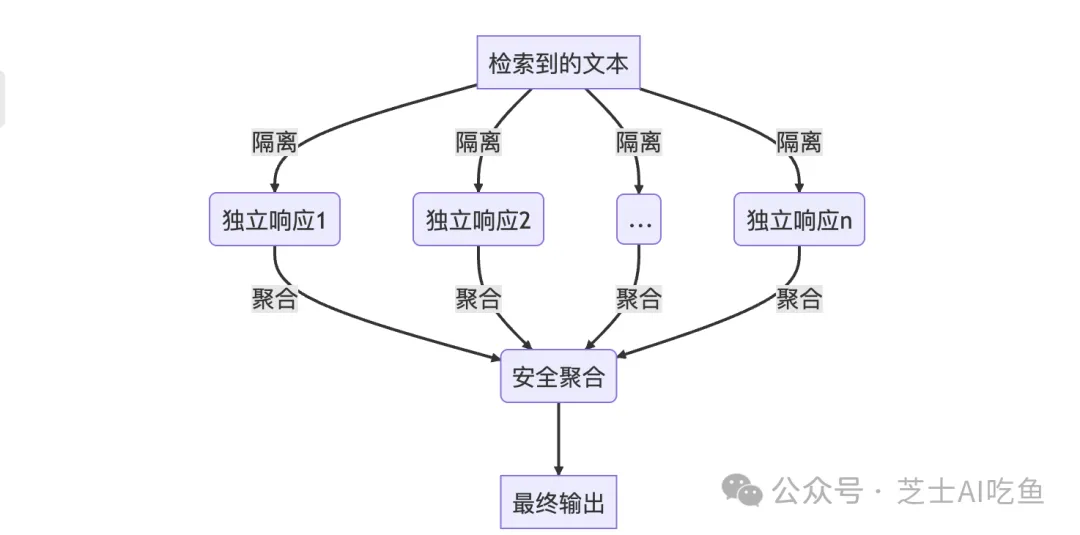 检索到的文本
隔离 隔离 隔离 隔离
独立响应1 独立响应2 ... 独立响应n
聚合 聚合 聚合 聚合
安全聚合
最终输出
公众号 · 芝士AI吃鱼